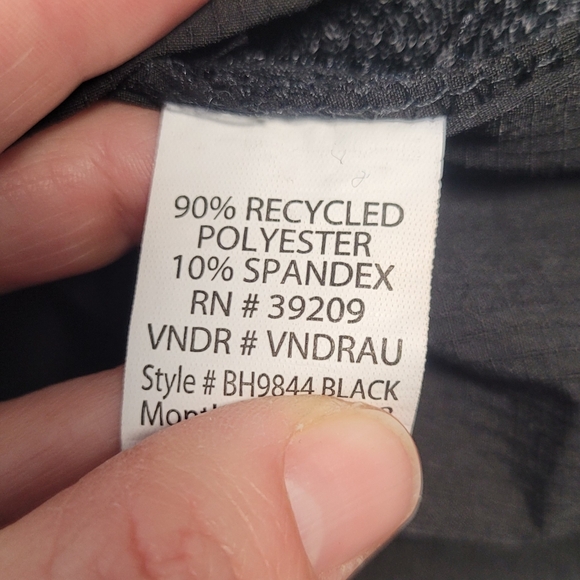 90% RECYCLED
POLYESTER
10% SPANDEX
RN # 39209
VNDR # VNDRAU
Style # BH9844 BLACK